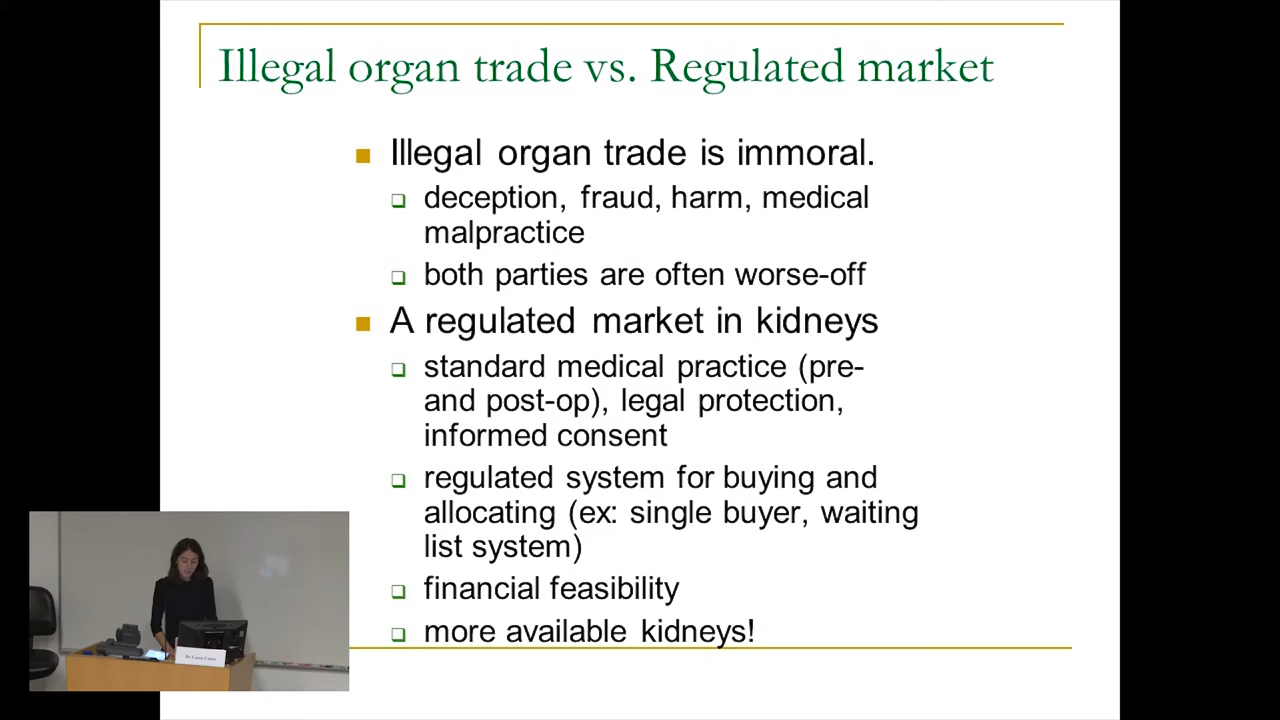 Illegal organ trade vs. Regulated market
Illegal organ trade is immoral.
deception, fraud, harm, medical
malpractice
both parties are often worse-off
A regulated market in kidneys
standard medical practice (pre-
and post-op), legal protection,
informed consent
regulated system for buying and
allocating (ex: single buyer, waiting
list system)
financial feasibility
more available kidneys!